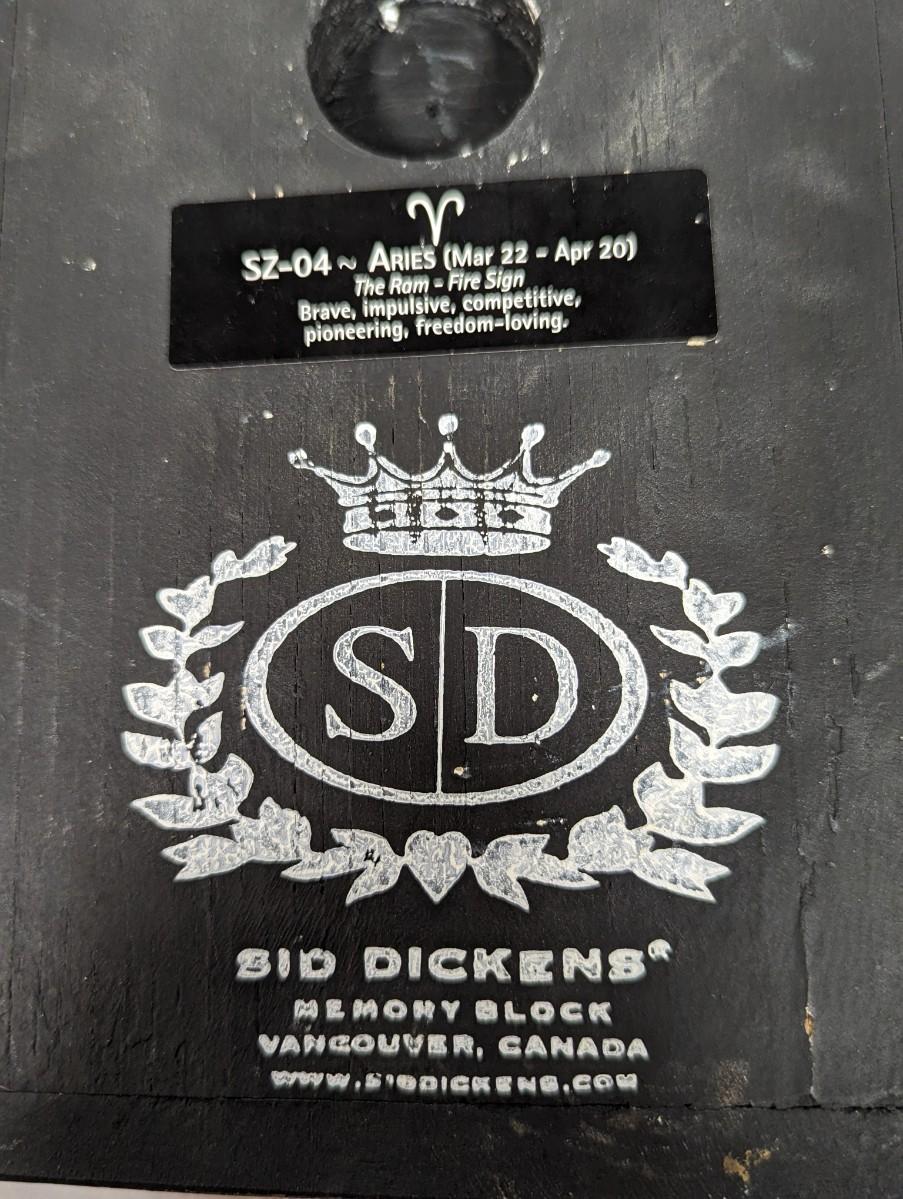 SZ-04 ~ ARIES (Mar 22 - Apr 20)
The Ram - Fire Sign
Brave, impulsive, competitive,
pioneering, freedom-loving.
S D
SID DICKENS®
MEMORY BLOCK
VANCOUVER, CANADA
WWW.SIDDICKENS.COM